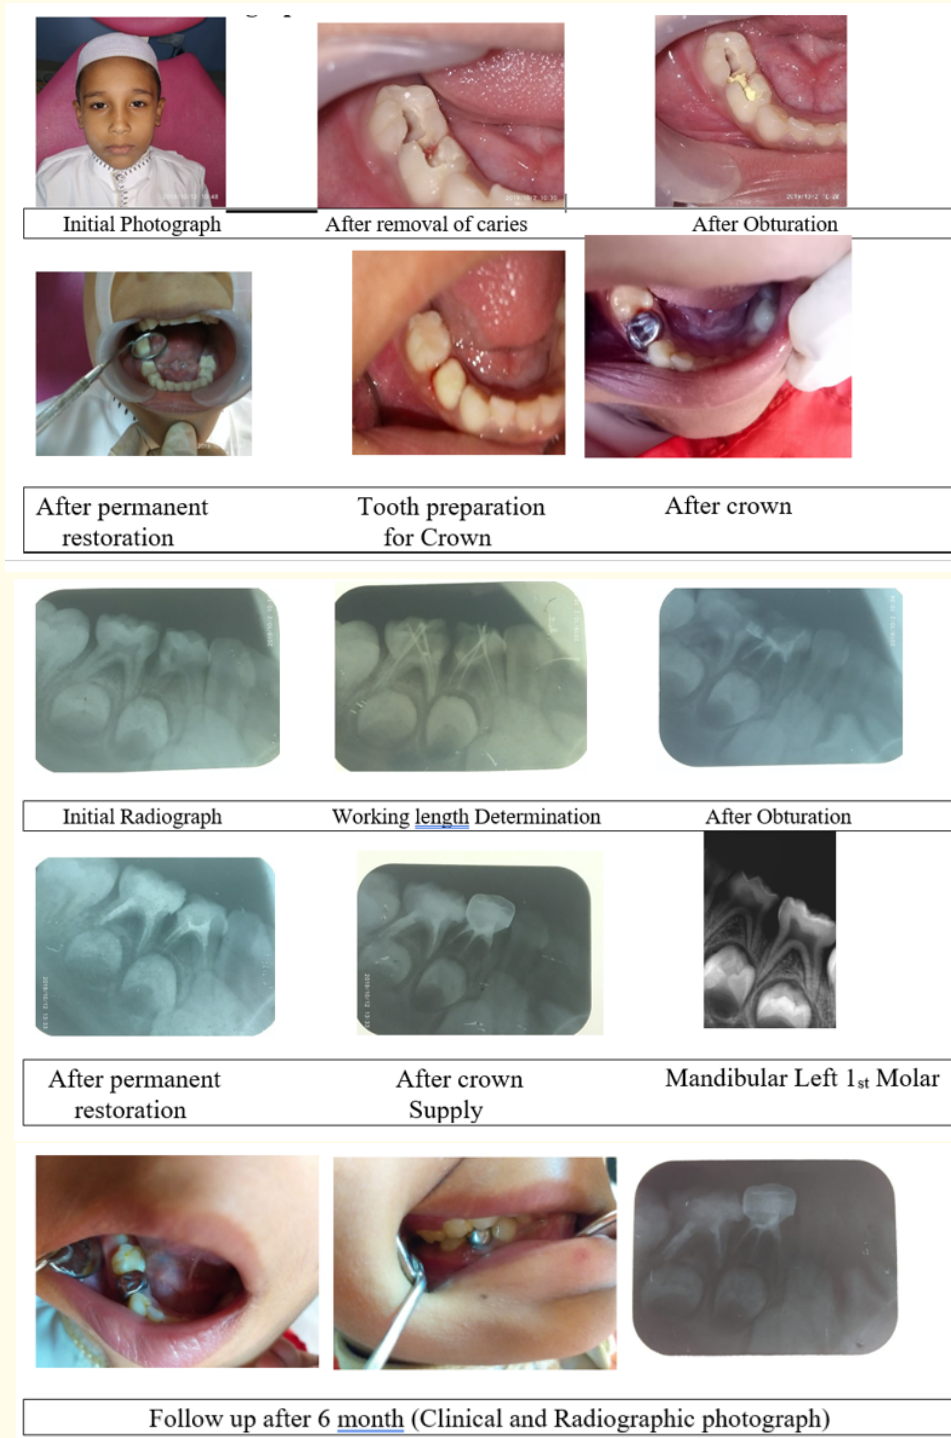 Initial Photograph
After removal of caries
After Obturation
After permanent
restoration
Tooth preparation
for Crown
After crown
Initial Radiograph
Working length Determination
After Obturation
After permanent
restoration
After crown
Supply
Mandibular Left 1st Molar
Follow up after 6 month (Clinical and Radiographic photograph)